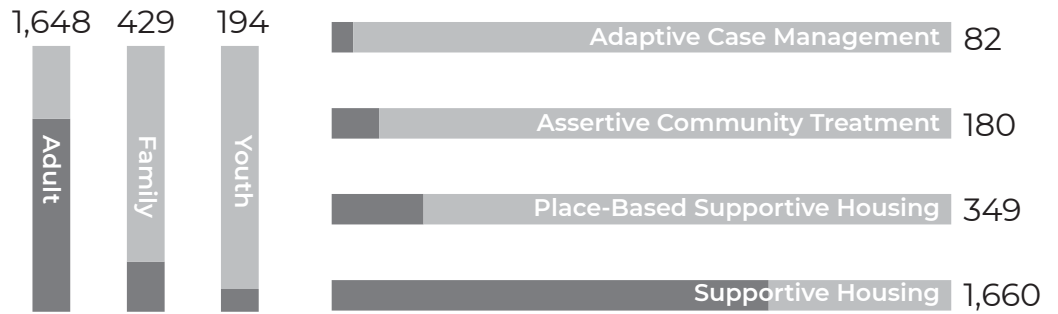 1,648
429
194
Adult
Family
Youth
Adaptive Case Management 82
Assertive Community Treatment 180
Place-Based Supportive Housing 349
Supportive Housing 1,660